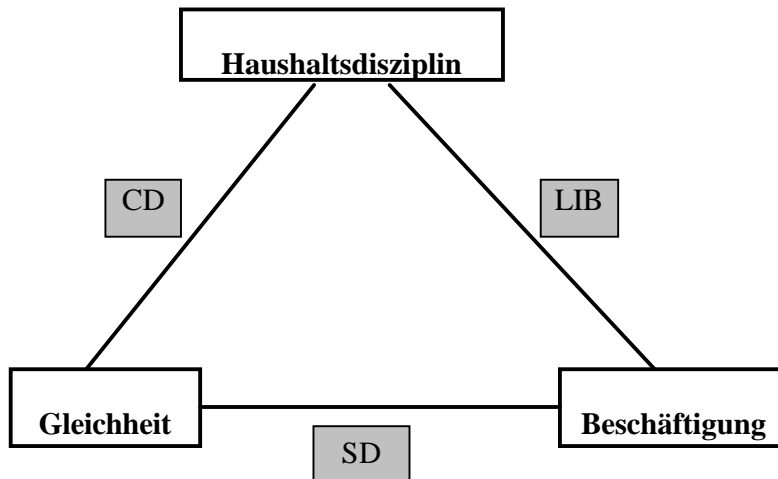 Haushaltsdisziplin
CD
LIB
Gleichheit
Beschäftigung
SD